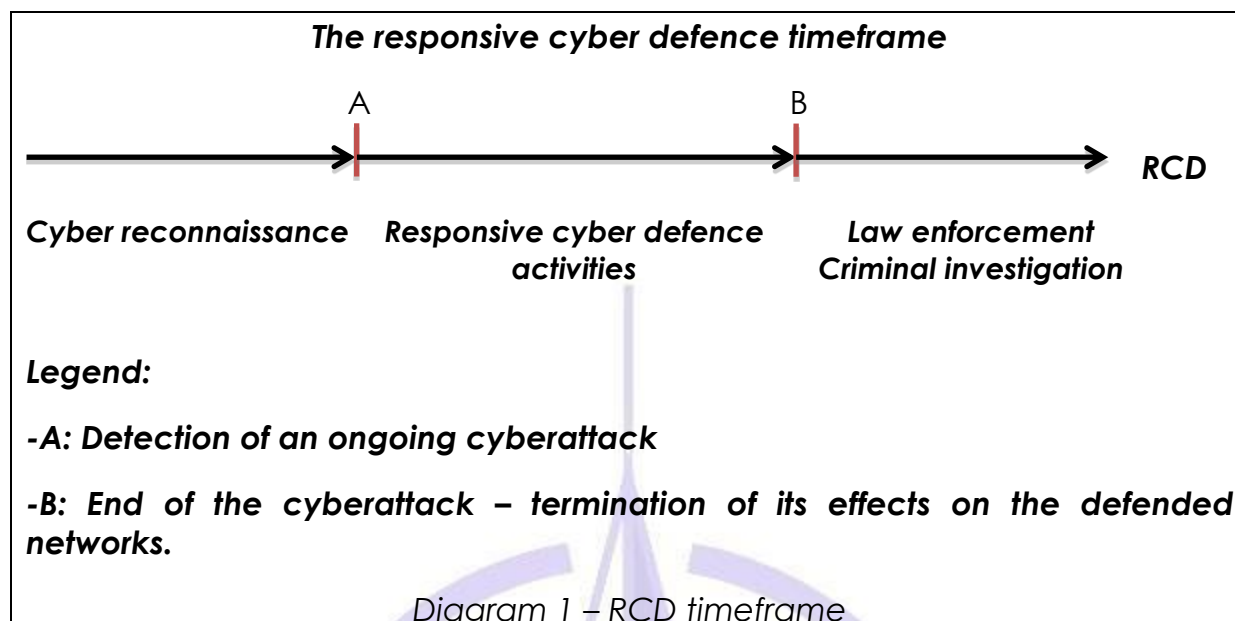 The responsive cyber defence timeframe
A
B
RCD
Cyber reconnaissance
Responsive cyber defence
activities
Law enforcement
Criminal investigation
Legend:
-A: Detection of an ongoing cyberattack
-B: End of the cyberattack – termination of its effects on the defended
networks.
Diagram 1 – RCD timeframe